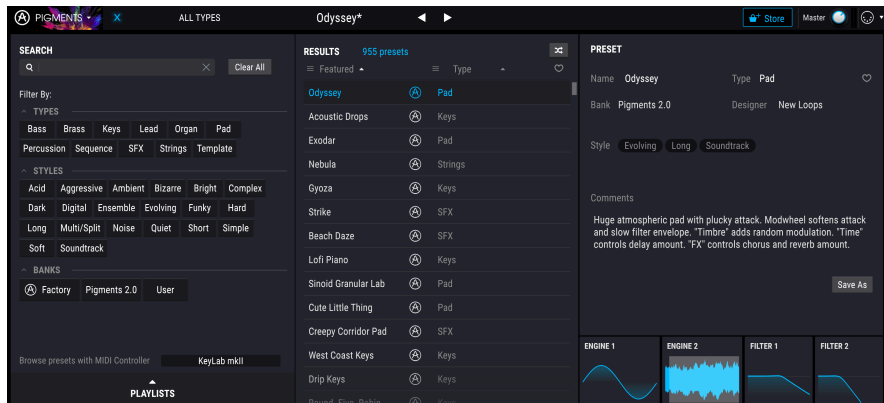 PIGMENTS X ALL TYPES Odyssey* Store Master
SEARCH
Clear All
Filter By:
TYPES
Bass Brass Keys Lead Organ Pad
Percussion Sequence SFX Strings Template
STYLES
Acid Aggressive Ambient Bizarre Bright Complex
Dark Digital Ensemble Evolving Funky Hard
Long Multi/Split Noise Quiet Short Simple
Soft Soundtrack
BANKS
Factory Pigments 2.0 User
Browse presets with MIDI Controller KeyLab mkII
PLAYLISTS
RESULTS 955 presets
Featured Type
Odyssey Pad
Acoustic Drops Keys
Exodar Pad
Nebula Strings
Gyoza Keys
Strike SFX
Beach Daze SFX
Lofi Piano Keys
Sinoid Granular Lab Pad
Cute Little Thing Pad
Creepy Corridor Pad SFX
West Coast Keys Keys
Drip Keys Keys
Round Five Robin Keys
PRESET
Name Odyssey Type Pad
Bank Pigments 2.0 Designer New Loops
Style Evolving Long Soundtrack
Comments
Huge atmospheric pad with plucky attack. Modwheel softens attack
and slow filter envelope. "Timbre" adds random modulation. "Time"
controls delay amount. "FX" controls chorus and reverb amount.
Save As
ENGINE 1 ENGINE 2 FILTER 1 FILTER 2